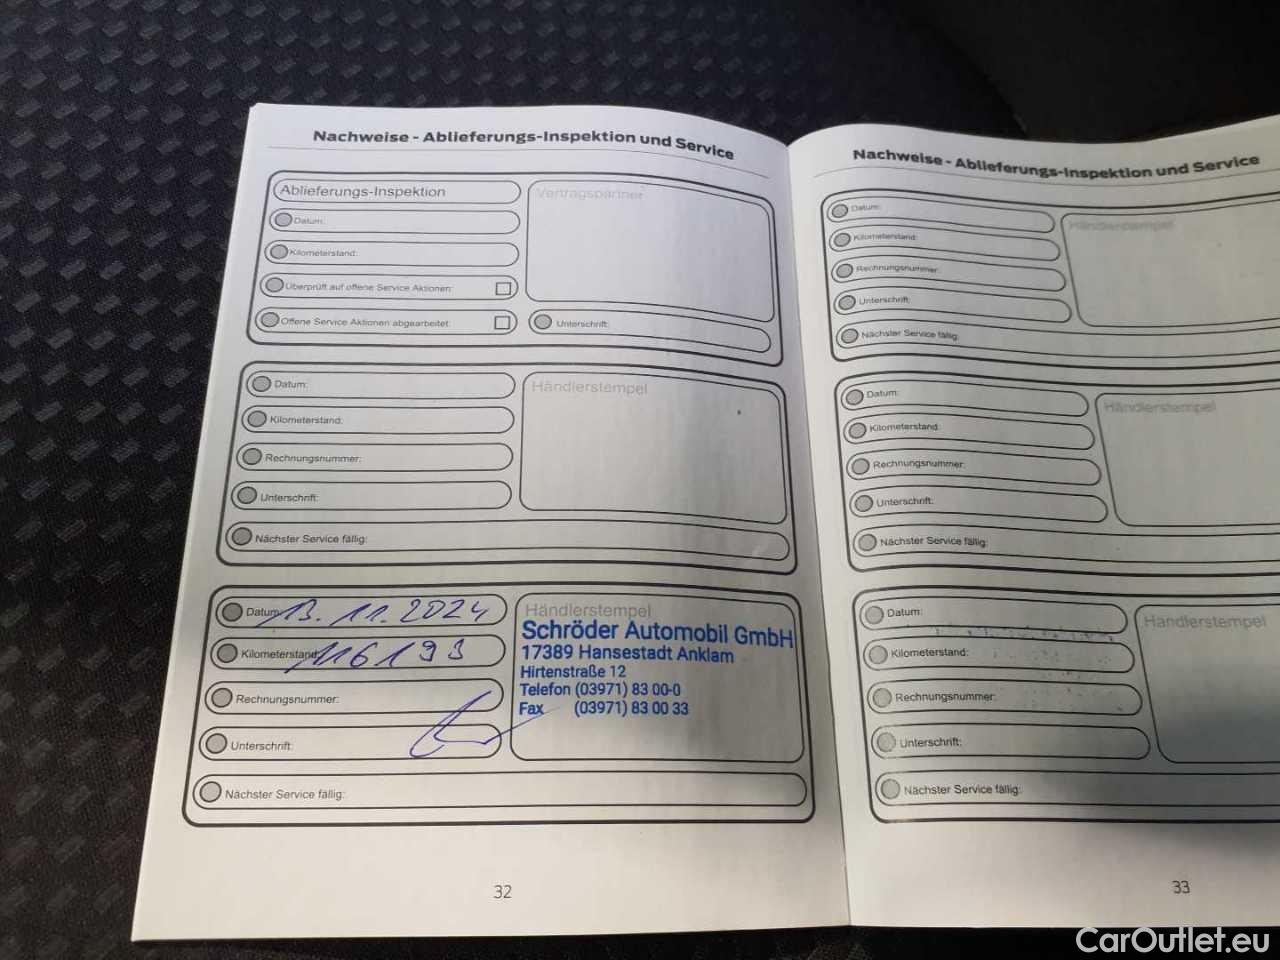 Nachweise - Ablieferungs-Inspektion und Service
Ablieferungs-Inspektion
Vertragspartner
Datum:
Kilometerstand:
Überprüft auf offene Service Aktionen:
Offene Service Aktionen abgearbeitet:
Unterschrift:
Datum:
Händlerstempel
Kilometerstand:
Rechnungsnummer:
Unterschrift:
Nächster Service fällig:
Datum: 13.11.2024
Kilometerstand: 116193
Rechnungsnummer:
Unterschrift:
Händlerstempel
Schröder Automobil GmbH
17389 Hansestadt Anklam
Hirtenstraße 12
Telefon (03971) 83 00-0
Fax (03971) 83 00 33
Nächster Service fällig:
32
Nachweise - Ablieferungs-Inspektion und Service
Datum:
Händlerstempel
Kilometerstand:
Rechnungsnummer:
Unterschrift:
Nächster Service fällig:
Datum:
Händlerstempel
Kilometerstand:
Rechnungsnummer:
Unterschrift:
Nächster Service fällig:
Datum:
Händlerstempel
Kilometerstand:
Rechnungsnummer:
Unterschrift:
Nächster Service fällig:
33
CarOutlet.eu